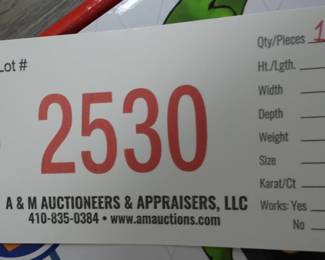 Lot #
2530
A & M AUCTIONEERS & APPRAISERS, LLC
410-835-0384 • www.amauctions.com
Qty/Pieces 1
Ht./Lgth.
Width
Depth
Weight
Size
Karat/Ct
Works: Yes
No